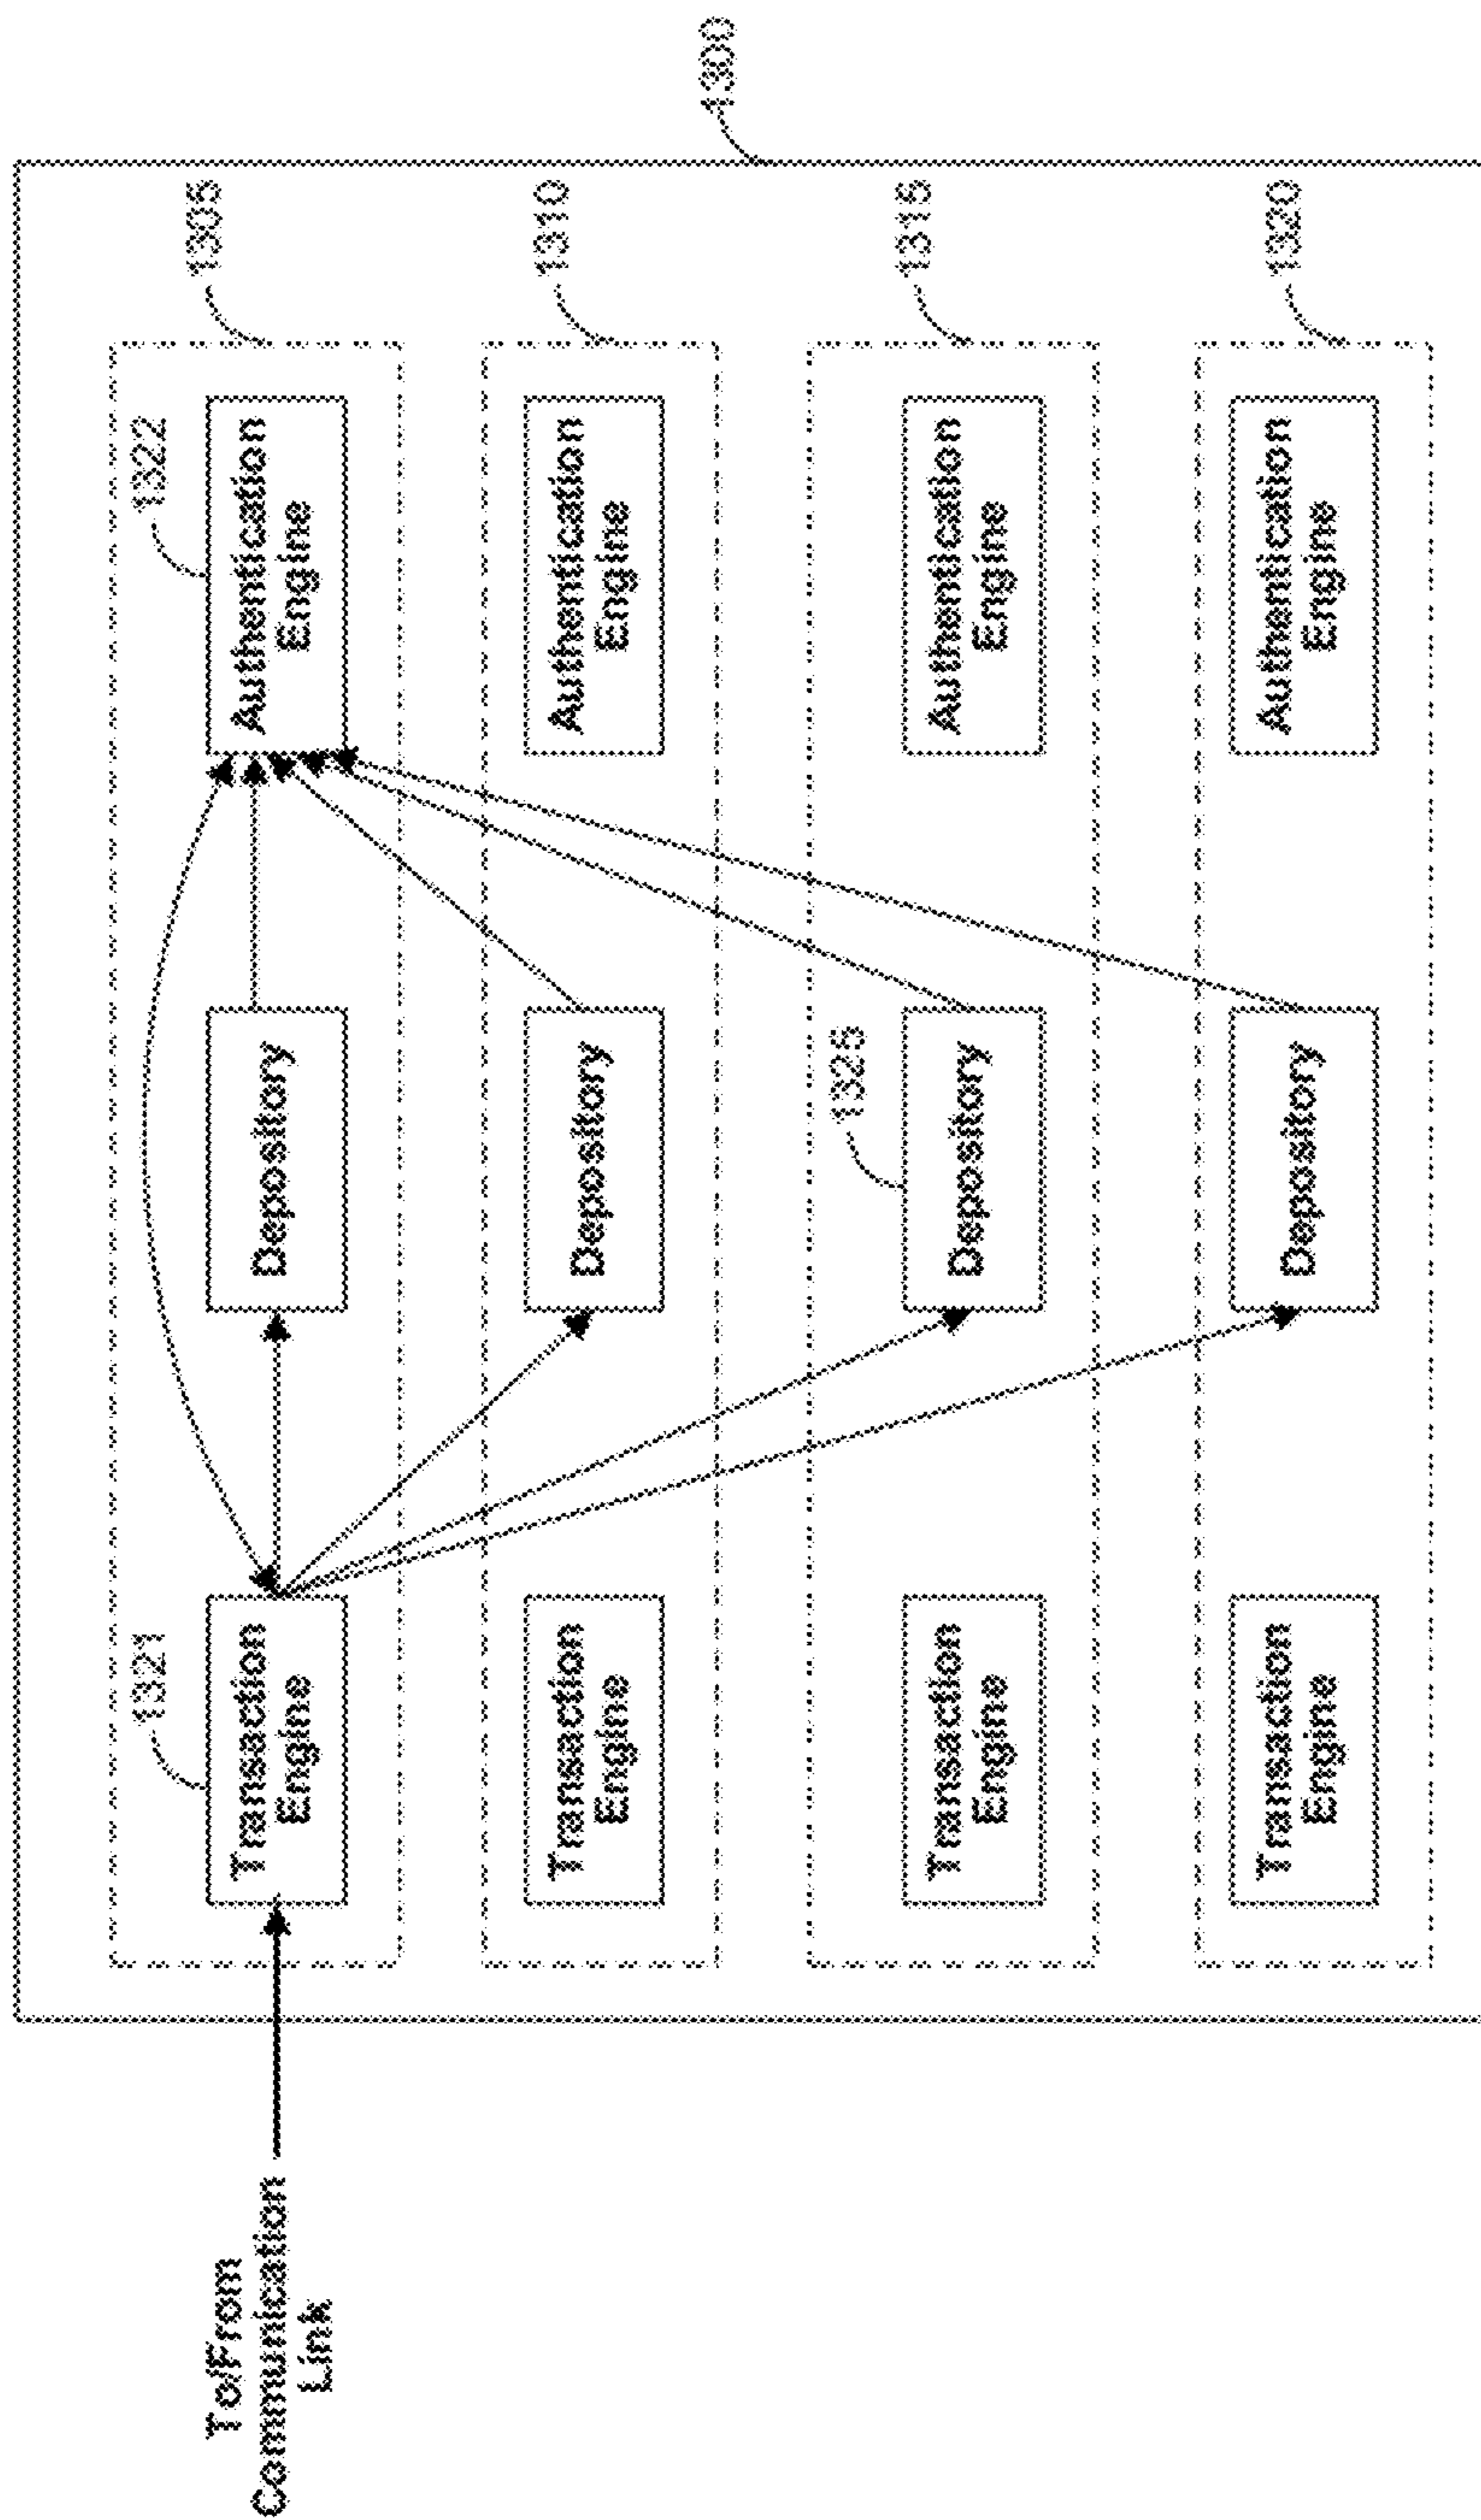 1300
1305
1322
Authentication
Engine
Depository
1321
Transaction
Engine
To/From
Communication
Link
1310
Authentication
Engine
Depository
Transaction
Engine
1315
Authentication
Engine
1325
Depository
Transaction
Engine
1320
Authentication
Engine
Depository
Transaction
Engine